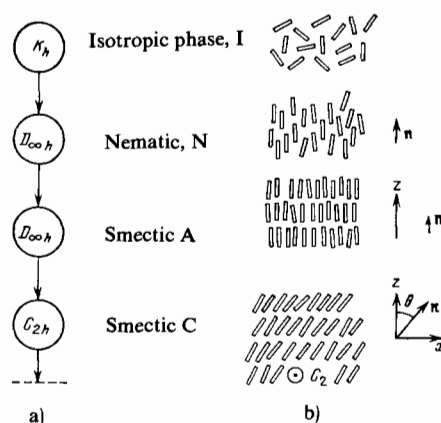 K_h Isotropic phase, I
D_∞h Nematic, N n
D_∞h Smectic A z n
C_2h Smectic C z θ n x
C_2
a) b)